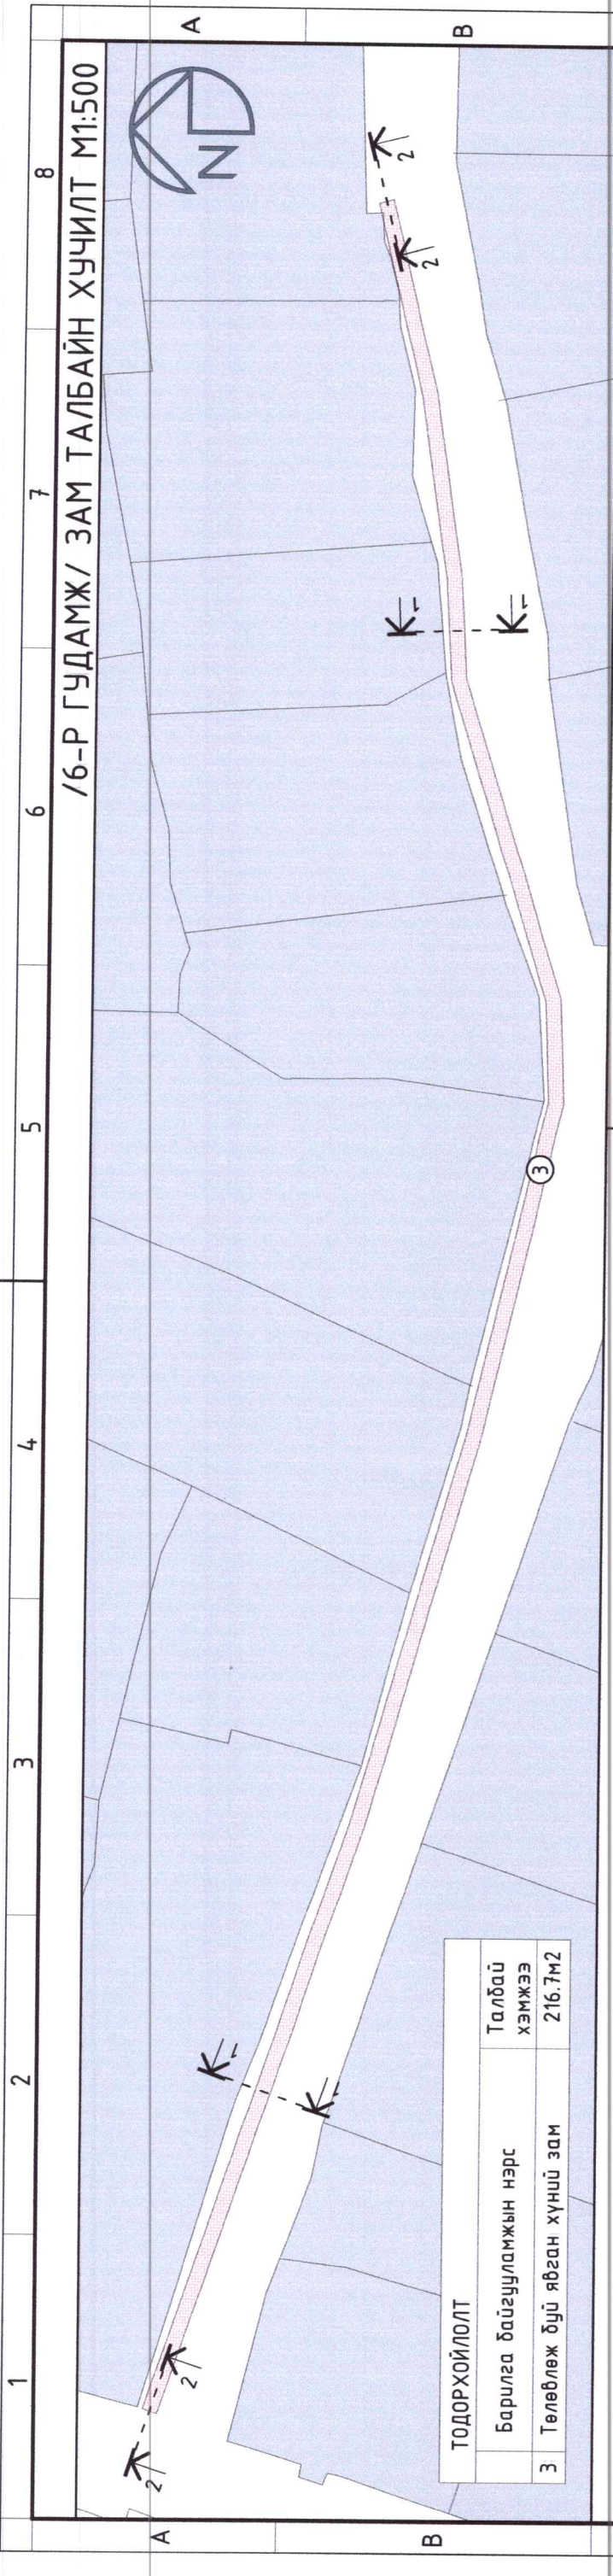 /6-Р ГУДАМЖ/ ЗАМ ТАЛБАЙН ХУЧИЛТ М1:500
1 2 3 4 5 6 7 8
A
A
B
B
N
2
2
1
1
3
1
1
2
2
ТОДОРХОЙЛОЛТ
Барилга байгууламжын нэрс
Талбай
хэмжээ
3 Төлөвлөж буй явган хүний зам 216.7м2